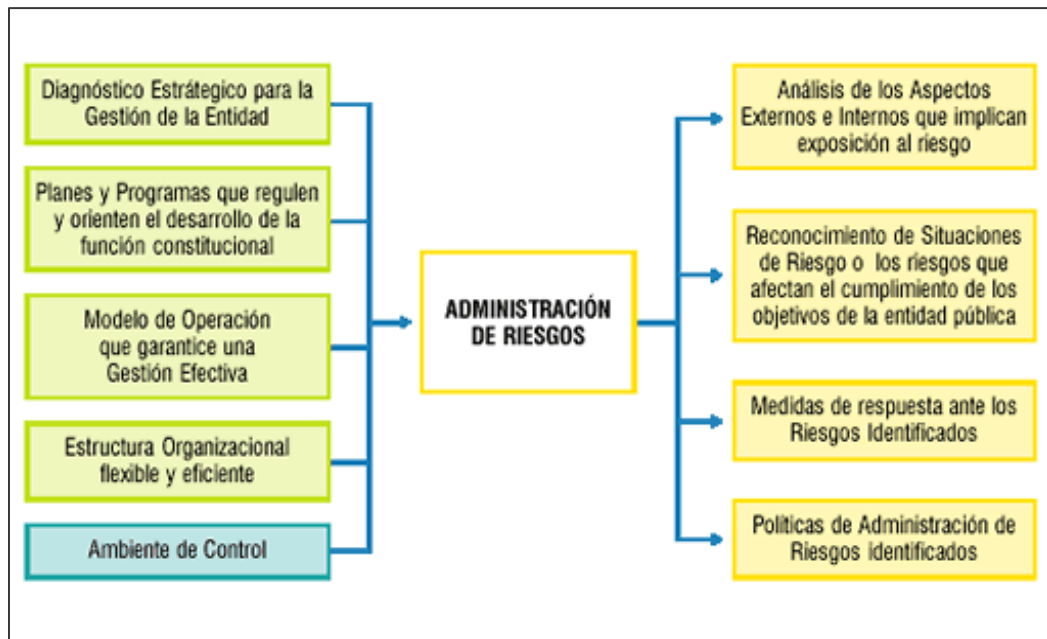 Diagnóstico Estrátegico para la
Gestión de la Entidad
Planes y Programas que regulen
y orienten el desarrollo de la
función constitucional
Modelo de Operación
que garantice una
Gestión Efectiva
Estructura Organizacional
flexible y eficiente
Ambiente de Control
ADMINISTRACIÓN
DE RIESGOS
Análisis de los Aspectos
Externos e Internos que implican
exposición al riesgo
Reconocimiento de Situaciones
de Riesgo o los riesgos que
afectan el cumplimiento de los
objetivos de la entidad pública
Medidas de respuesta ante los
Riesgos Identificados
Políticas de Administración de
Riesgos identificados